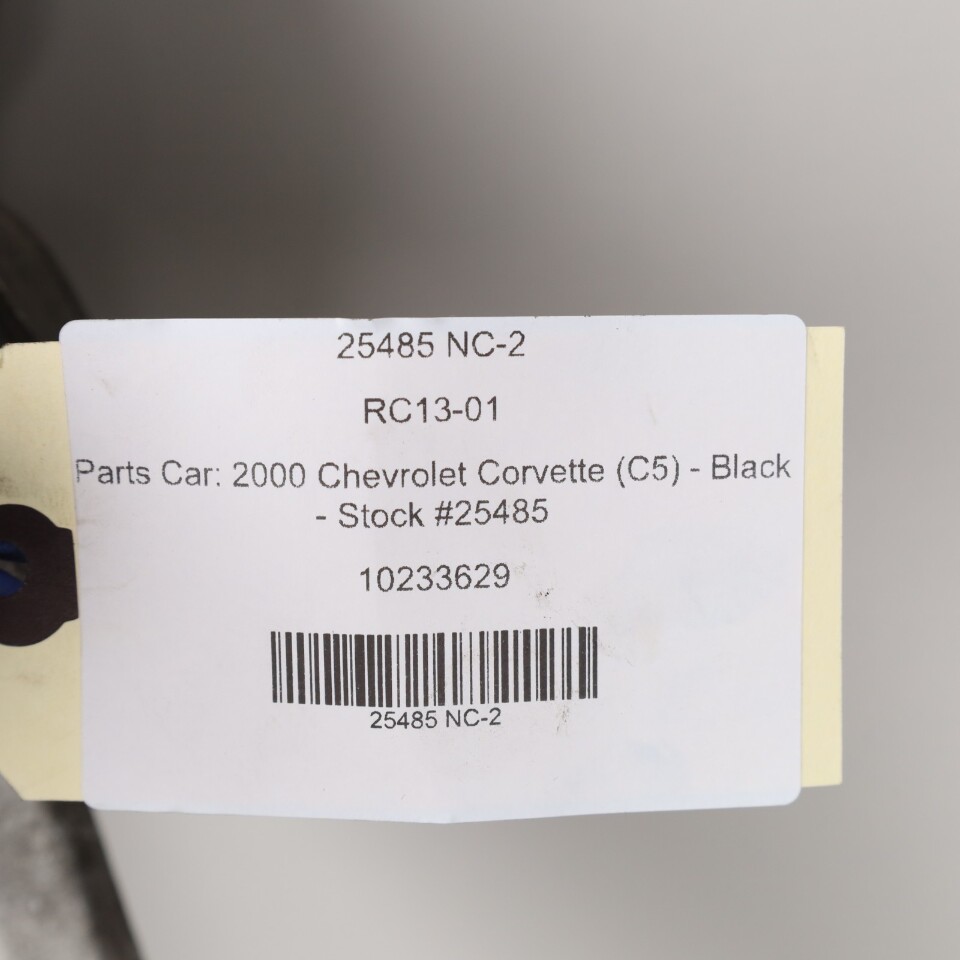 25485 NC-2
RC13-01
Parts Car: 2000 Chevrolet Corvette (C5) - Black
- Stock #25485
10233629
25485 NC-2